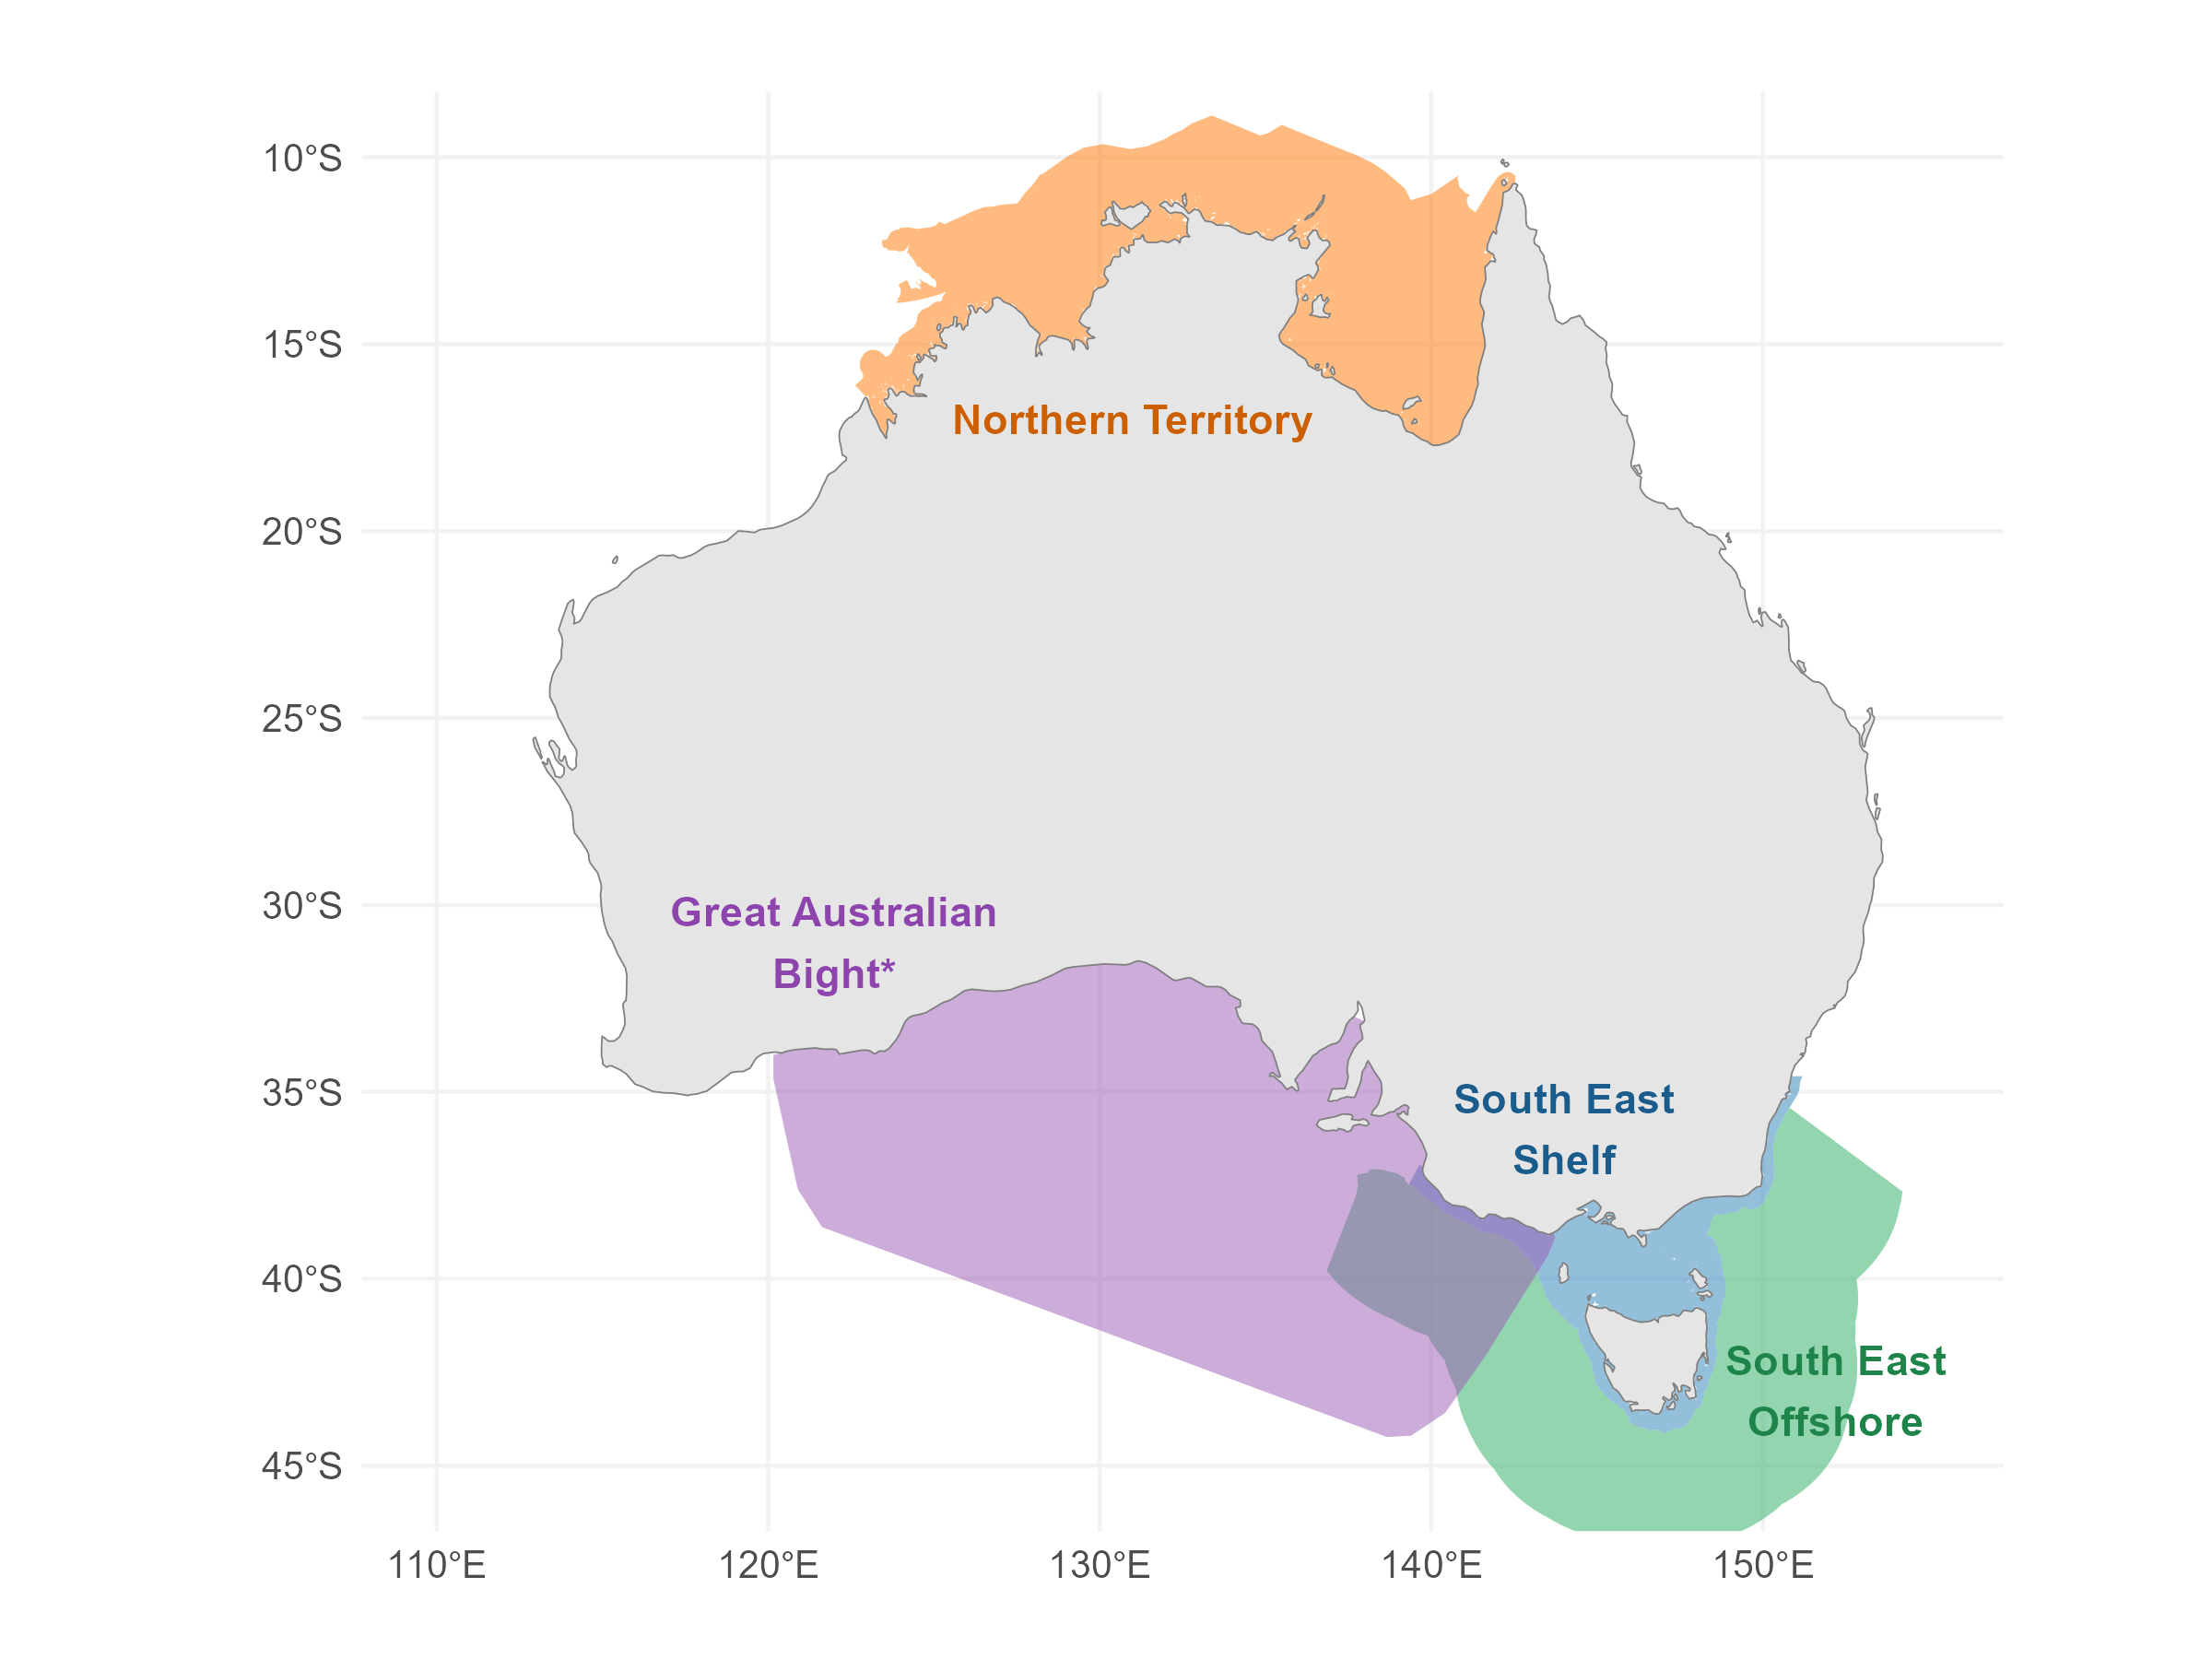 10°S
15°S
Northern Territory
20°S
25°S
30°S
Great Australian
Bight*
35°S
South East
Shelf
40°S
South East
Offshore
45°S
110°E
120°E
130°E
140°E
150°E